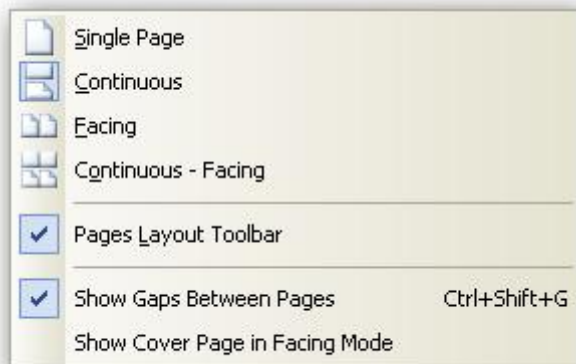 Single Page
Continuous
Facing
Continuous - Facing
Pages Layout Toolbar
Show Gaps Between Pages Ctrl+Shift+G
Show Cover Page in Facing Mode